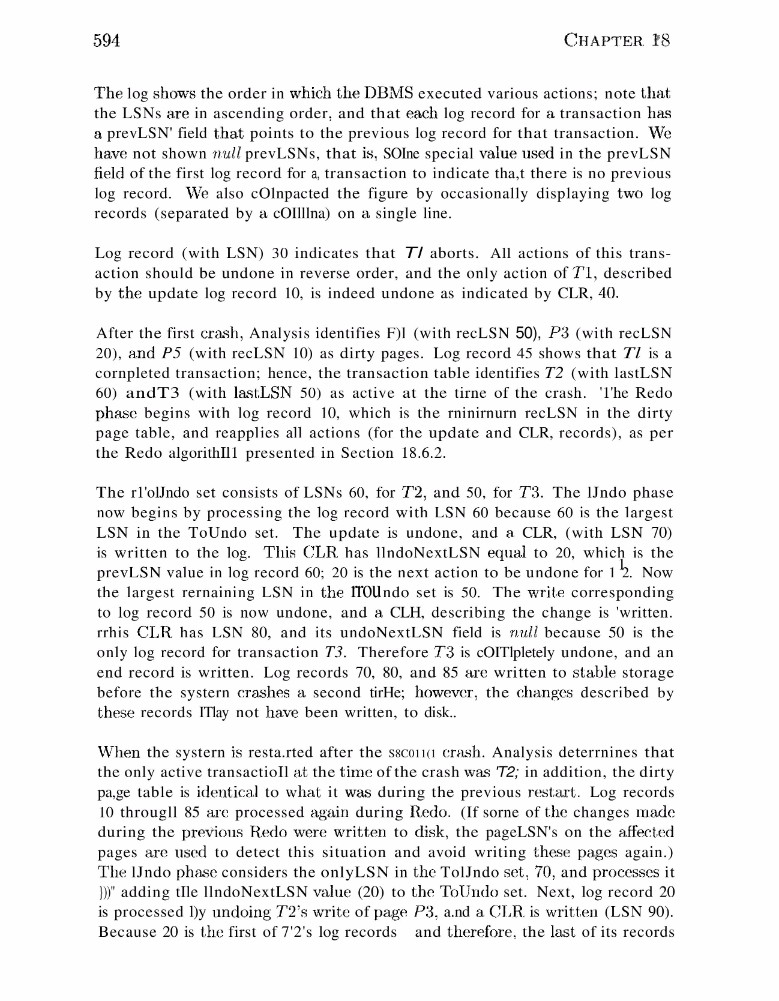 594 CHAPTER 18
The log shows the order in which the DBMS executed various actions; note that
the LSNs are in ascending order, and that each log record for a transaction has
a prevLSN' field that points to the previous log record for that transaction. We
have not shown null prevLSNs, that is, SOlne special value used in the prevLSN
field of the first log record for a, transaction to indicate tha,t there is no previous
log record. We also cOlnpacted the figure by occasionally displaying two log
records (separated by a cOIIllna) on a single line.
Log record (with LSN) 30 indicates that T/ aborts. All actions of this trans-
action should be undone in reverse order, and the only action of T1, described
by the update log record 10, is indeed undone as indicated by CLR, 40.
After the first crash, Analysis identifies F)l (with recLSN 50), P3 (with recLSN
20), and P5 (with recLSN 10) as dirty pages. Log record 45 shows that T1 is a
cornpleted transaction; hence, the transaction table identifies T2 (with lastLSN
60) andT3 (with lastLSN 50) as active at the tirne of the crash. '1'he Redo
phase begins with log record 10, which is the rninirnurn recLSN in the dirty
page table, and reapplies all actions (for the update and CLR, records), as per
the Redo algorithIl1 presented in Section 18.6.2.
The r1'olJndo set consists of LSNs 60, for T2, and 50, for T3. The lJndo phase
now begins by processing the log record with LSN 60 because 60 is the largest
LSN in the ToUndo set. The update is undone, and a CLR, (with LSN 70)
is written to the log. This CLR has llndoNextLSN equal to 20, which is the
prevLSN value in log record 60; 20 is the next action to be undone for 1 2. Now
the largest rernaining LSN in the ITOUndo set is 50. The write corresponding
to log record 50 is now undone, and a CLH, describing the change is 'written.
rrhis CLR has LSN 80, and its undoNextLSN field is null because 50 is the
only log record for transaction T3. Therefore T3 is cOITlpletely undone, and an
end record is written. Log records 70, 80, and 85 are written to stable storage
before the systern crashes a second tirHe; however, the changes described by
these records ITlay not have been written, to disk..
When the systern is resta.rted after the s8C011(1 crash. Analysis deterrnines that
the only active transactioII at the time of the crash was T2; in addition, the dirty
pa,ge table is identical to what it was during the previous restart. Log records
10 througll 85 are processed again during Redo. (If sorne of the changes made
during the previous Redo were written to disk, the pageLSN's on the affected
pages are used to detect this situation and avoid writing these pages again.)
The lJndo phase considers the onlyLSN in the TolJndo set, 70, and processes it
]))" adding tlle llndoNextLSN value (20) to the ToUndo set. Next, log record 20
is processed l)y undoing T2's write of page P3, a.nd a CLR is written (LSN 90).
Because 20 is the first of 7'2's log records and therefore, the last of its records